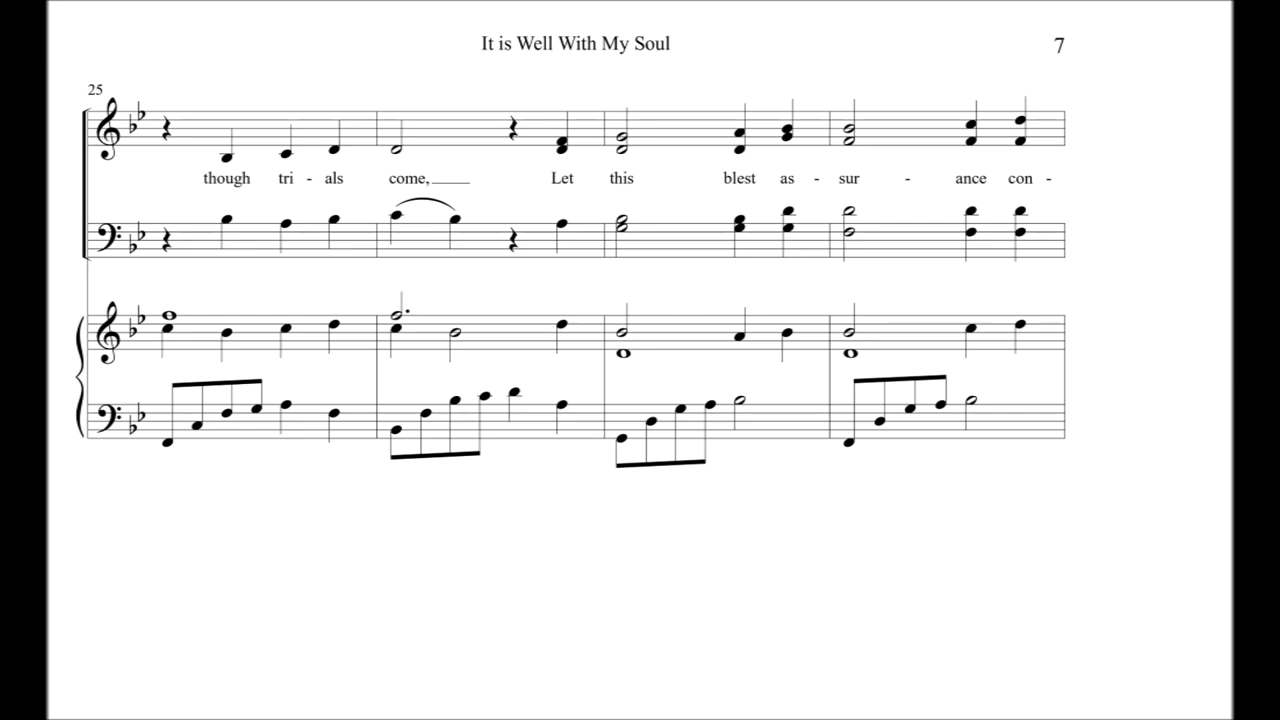 It is Well With My Soul
7
25
though tri - als come,____ Let this blest as - sur - ance con -